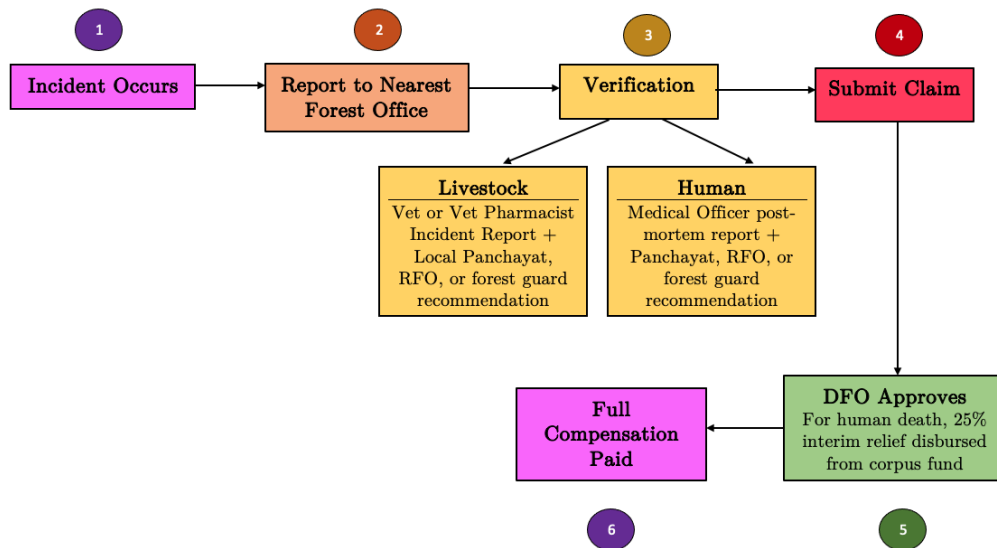 1
2
3
4
Incident Occurs
Report to Nearest
Forest Office
Verification
Submit Claim
Livestock
Vet or Vet Pharmacist
Incident Report +
Local Panchayat,
RFO, or forest guard
recommendation
Human
Medical Officer post-
mortem report +
Panchayat, RFO, or
forest guard
recommendation
DFO Approves
For human death, 25%
interim relief disbursed
from corpus fund
Full
Compensation
Paid
6
5